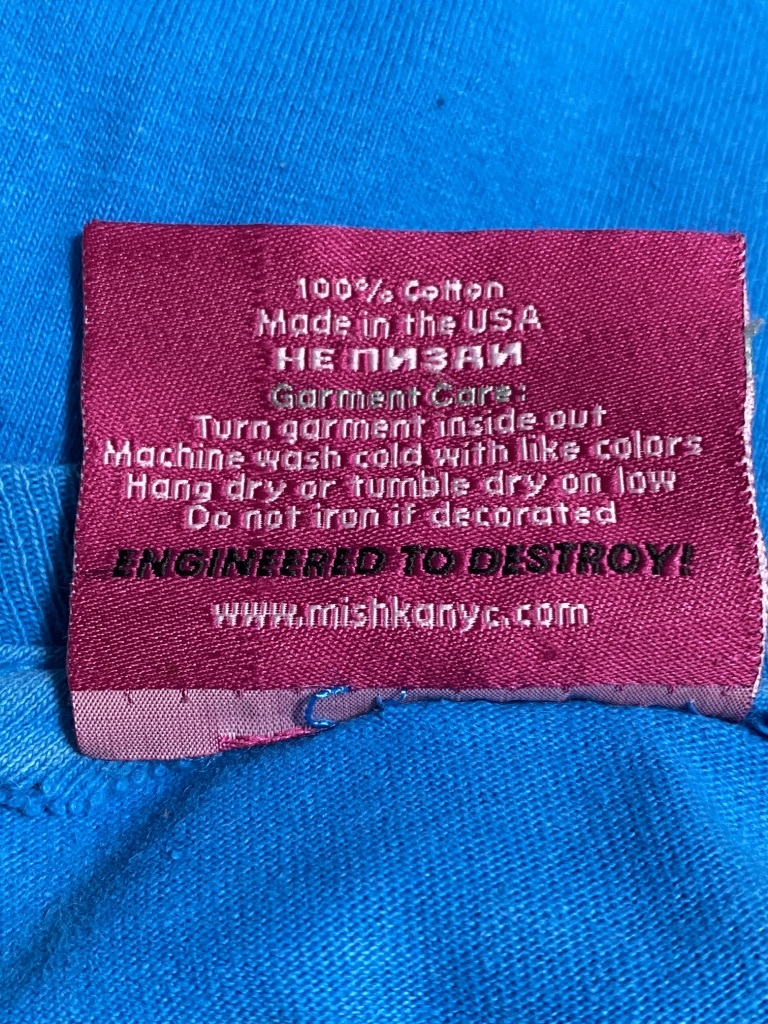 100% Cotton
Made in the USA
НЕ ПИЗДИ
Garment Care:
Turn garment inside out
Machine wash cold with like colors
Hang dry or tumble dry on low
Do not iron if decorated
ENGINEERED TO DESTROY!
www.mishkanyc.com